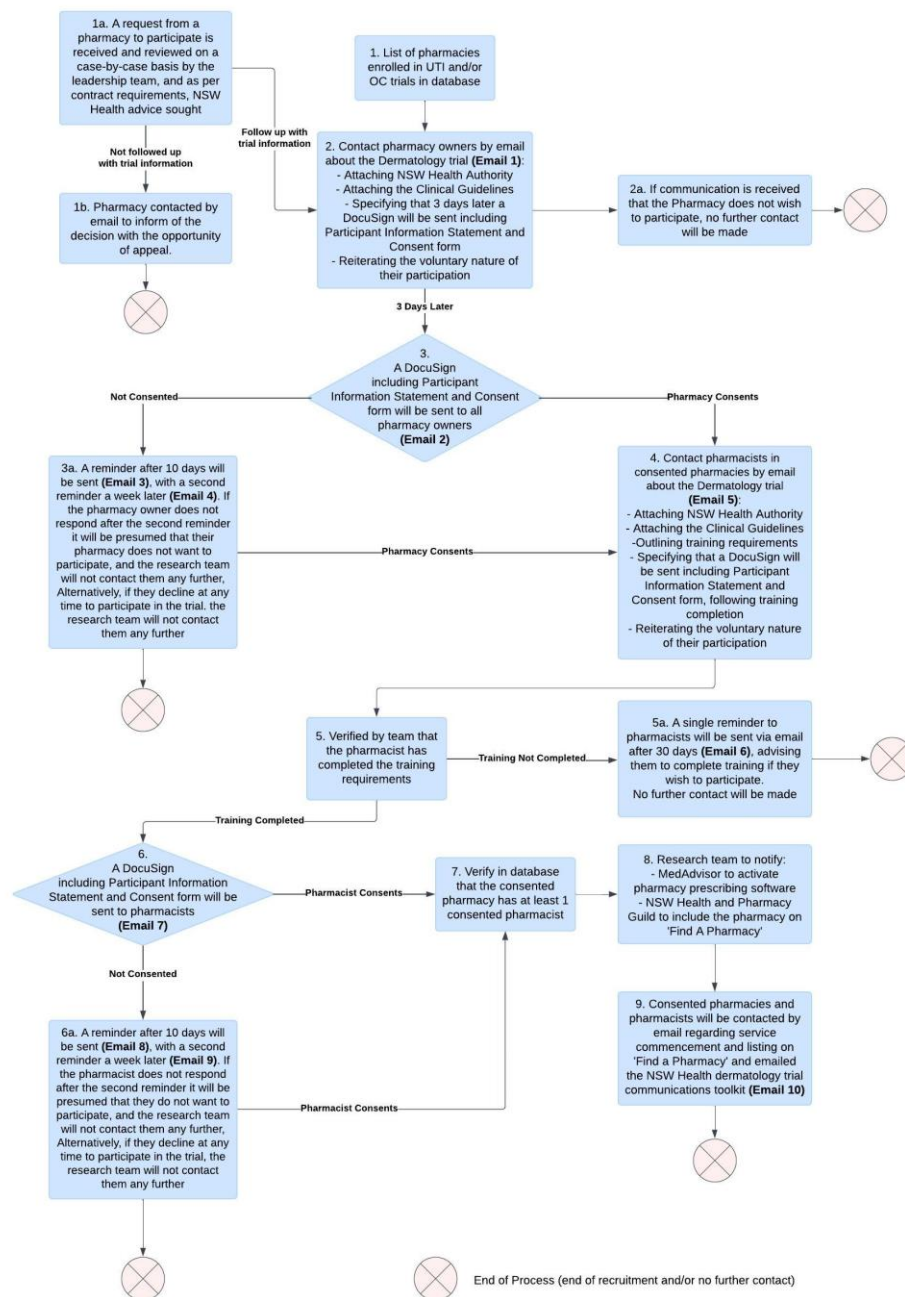 1a. A request from a
pharmacy to participate is
received and reviewed on a
case-by-case basis by the
leadership team, and as per
contract requirements, NSW
Health advice sought
1. List of pharmacies
enrolled in UTI and/or
OC trials in database
Not followed up
with trial information
Follow up with
trial information
1b. Pharmacy contacted by
email to inform of the
decision with the opportunity
of appeal.
2. Contact pharmacy owners by email
about the Dermatology trial (Email 1):
- Attaching NSW Health Authority
- Attaching the Clinical Guidelines
- Specifying that 3 days later a
DocuSign will be sent including
Participant Information Statement and
Consent form
- Reiterating the voluntary nature of
their participation
2a. If communication is received
that the Pharmacy does not
wish to participate, no further
contact will be made
3 Days Later
3.
A DocuSign
including Participant
Information Statement and Consent
form will be sent to all
pharmacy owners
(Email 2)
Not Consented
Pharmacy Consents
3a. A reminder after 10 days will
be sent (Email 3), with a second
reminder a week later (Email 4). If
the pharmacy owner does not
respond after the second reminder
it will be presumed that their
pharmacy does not want to
participate, and the research team
will not contact them any further,
Alternatively, if they decline at any
time to participate in the trial. the
research team will not contact
them any further
Pharmacy Consents
4. Contact pharmacists in
consented pharmacies by email
about the Dermatology trial
(Email 5):
- Attaching NSW Health Authority
- Attaching the Clinical Guidelines
-Outlining training requirements
- Specifying that a DocuSign will
be sent including Participant
Information Statement and
Consent form, following training
completion
- Reiterating the voluntary nature
of their participation
5. Verified by team that
the pharmacist has
completed the training
requirements
Training Not Completed
5a. A single reminder to
pharmacists will be sent via email
after 30 days (Email 6), advising
them to complete training if they
wish to participate.
No further contact will be made
Training Completed
6.
A DocuSign
including Participant Information
Statement and Consent form will be
sent to pharmacists
(Email 7)
Pharmacist Consents
7. Verify in database
that the consented
pharmacy has at least 1
consented pharmacist
8. Research team to notify:
- MedAdvisor to activate
pharmacy prescribing software
- NSW Health and Pharmacy
Guild to include the pharmacy on
'Find A Pharmacy'
Not Consented
6a. A reminder after 10 days will
be sent (Email 8), with a second
reminder a week later (Email 9). If
the pharmacist does not respond
after the second reminder it will be
presumed that they do not want to
participate, and the research team
will not contact them any further,
Alternatively, if they decline at any
time to participate in the trial, the
research team will not contact
them any further
Pharmacist Consents
9. Consented pharmacies and
pharmacists will be contacted by
email regarding service
commencement and listing on
'Find a Pharmacy' and emailed
the NSW Health dermatology trial
communications toolkit (Email 10)
End of Process (end of recruitment and/or no further contact)